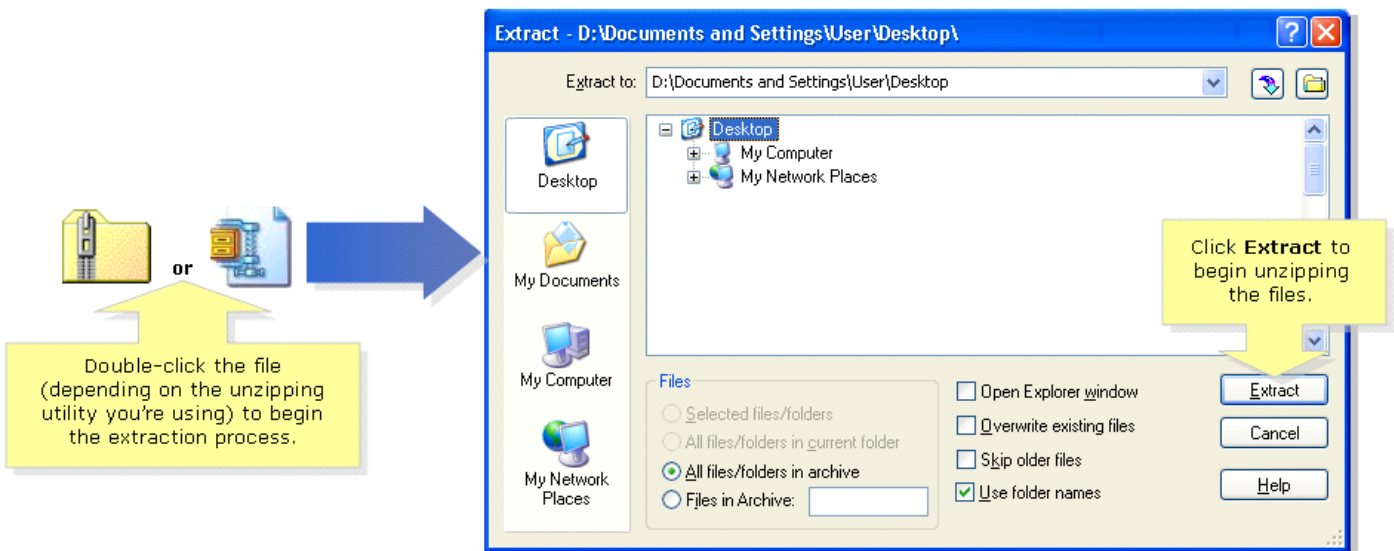 Extract - D:\Documents and Settings\User\Desktop\
Extract to: D:\Documents and Settings\User\Desktop
Desktop
My Documents
My Computer
My Network
Places
Desktop
My Computer
My Network Places
or
Double-click the file
(depending on the unzipping
utility you're using) to begin
the extraction process.
Click Extract to
begin unzipping
the files.
Files
Selected files/folders
All files/folders in current folder
All files/folders in archive
Files in Archive:
Open Explorer window
Overwrite existing files
Skip older files
Use folder names
Extract
Cancel
Help